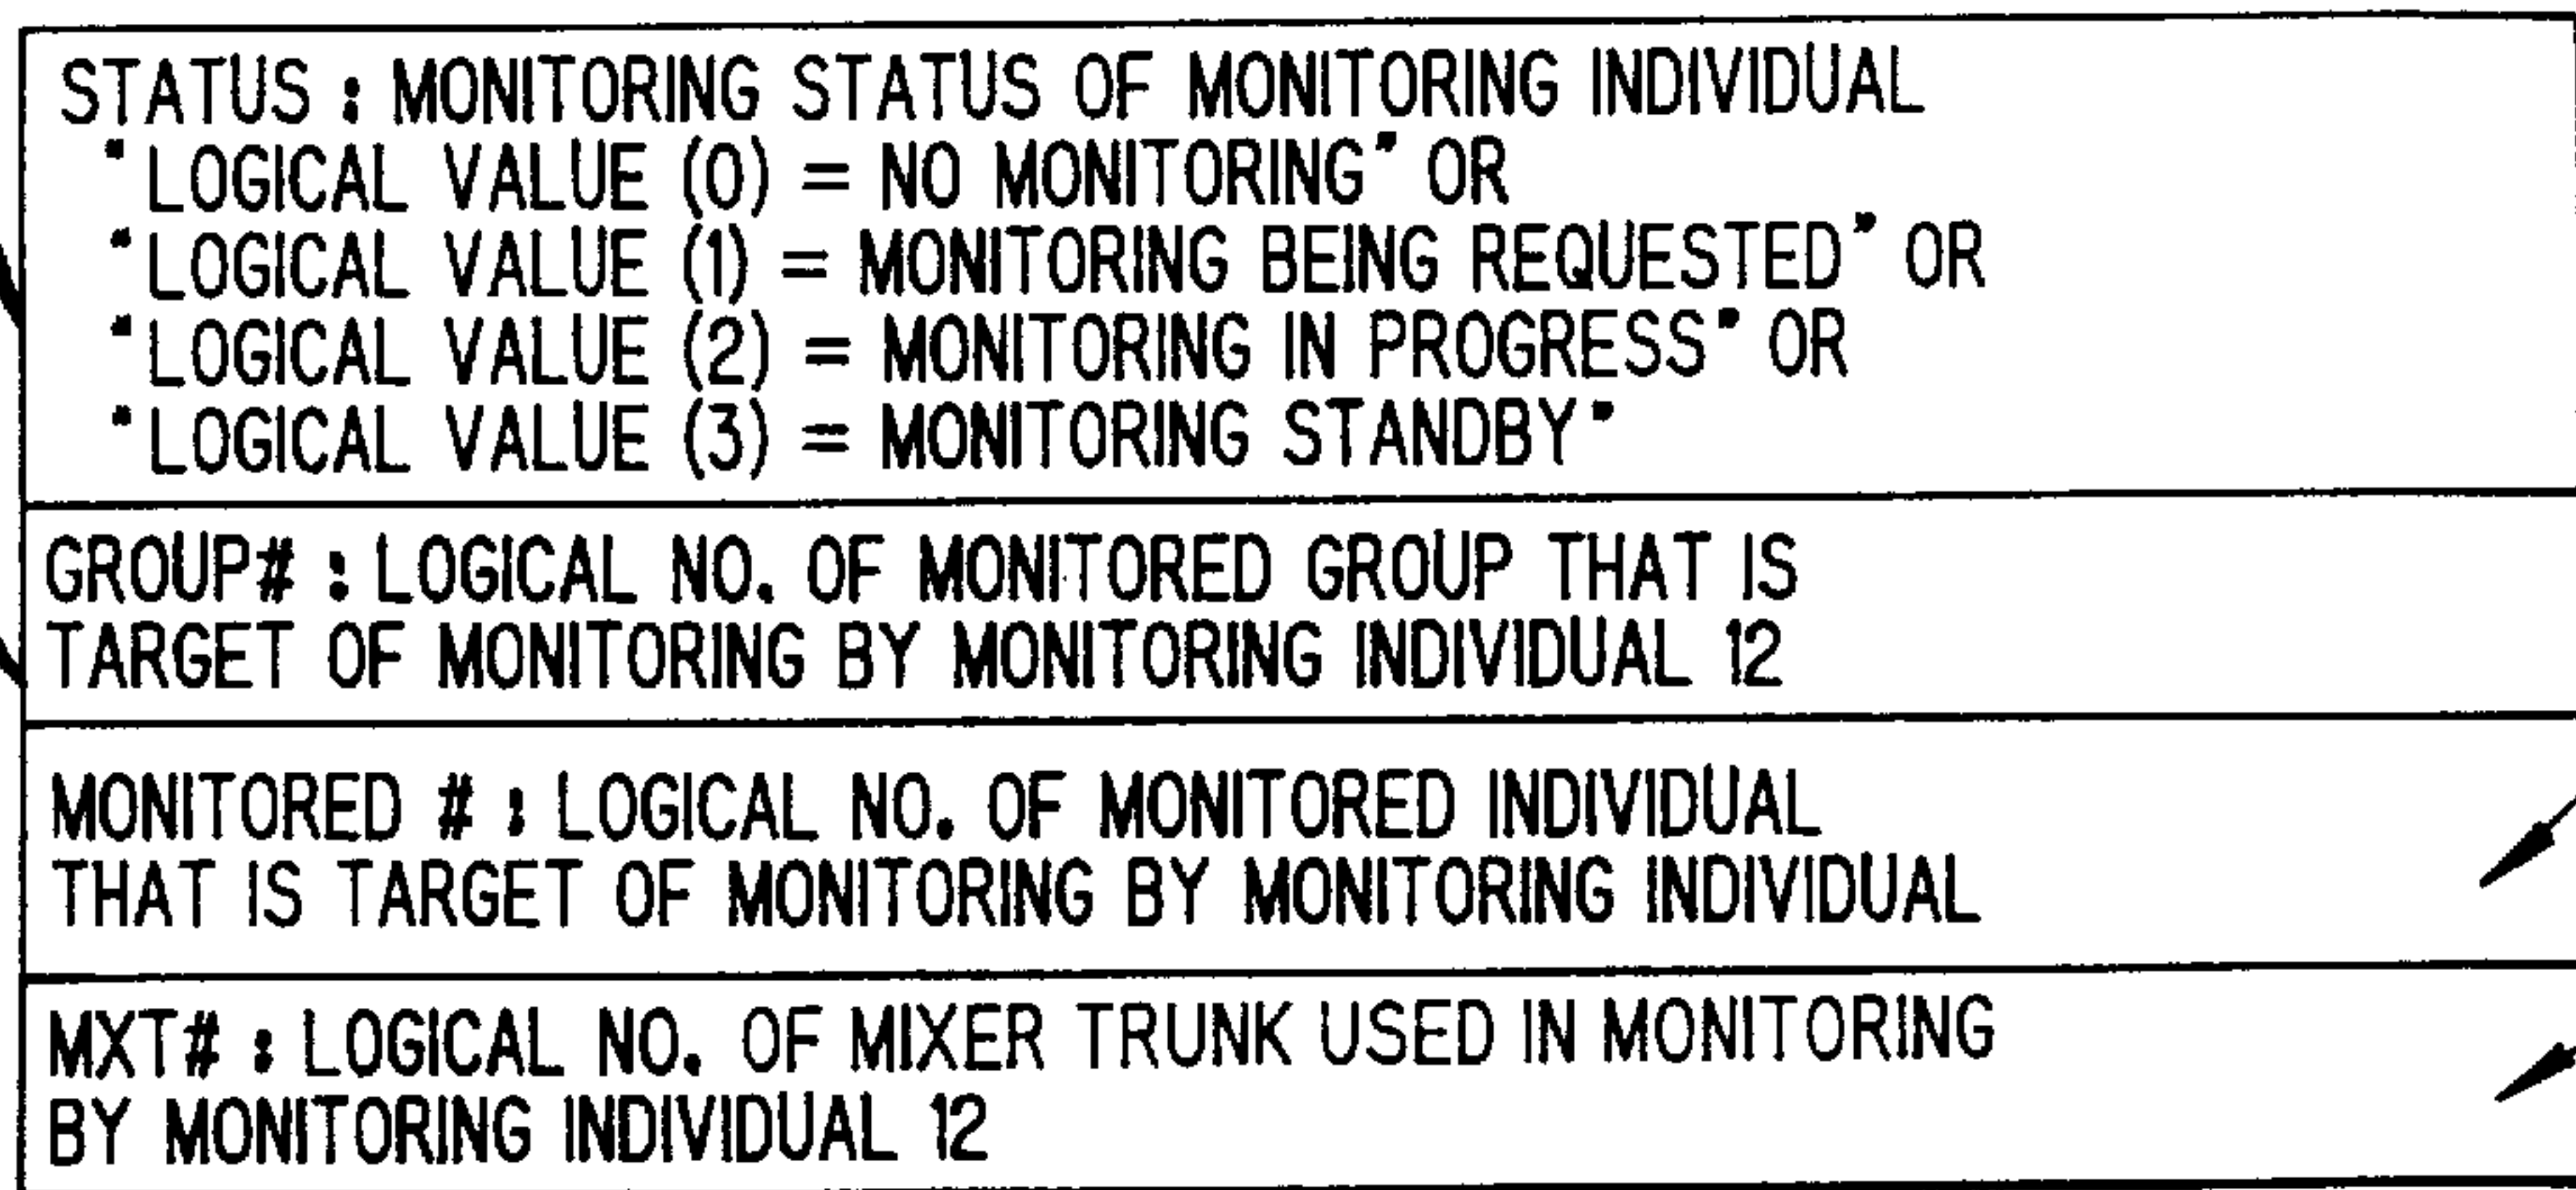 STATUS : MONITORING STATUS OF MONITORING INDIVIDUAL
"LOGICAL VALUE (0) = NO MONITORING" OR
"LOGICAL VALUE (1) = MONITORING BEING REQUESTED" OR
"LOGICAL VALUE (2) = MONITORING IN PROGRESS" OR
"LOGICAL VALUE (3) = MONITORING STANDBY"
GROUP# : LOGICAL NO. OF MONITORED GROUP THAT IS
TARGET OF MONITORING BY MONITORING INDIVIDUAL 12
MONITORED # : LOGICAL NO. OF MONITORED INDIVIDUAL
THAT IS TARGET OF MONITORING BY MONITORING INDIVIDUAL
MXT# : LOGICAL NO. OF MIXER TRUNK USED IN MONITORING
BY MONITORING INDIVIDUAL 12